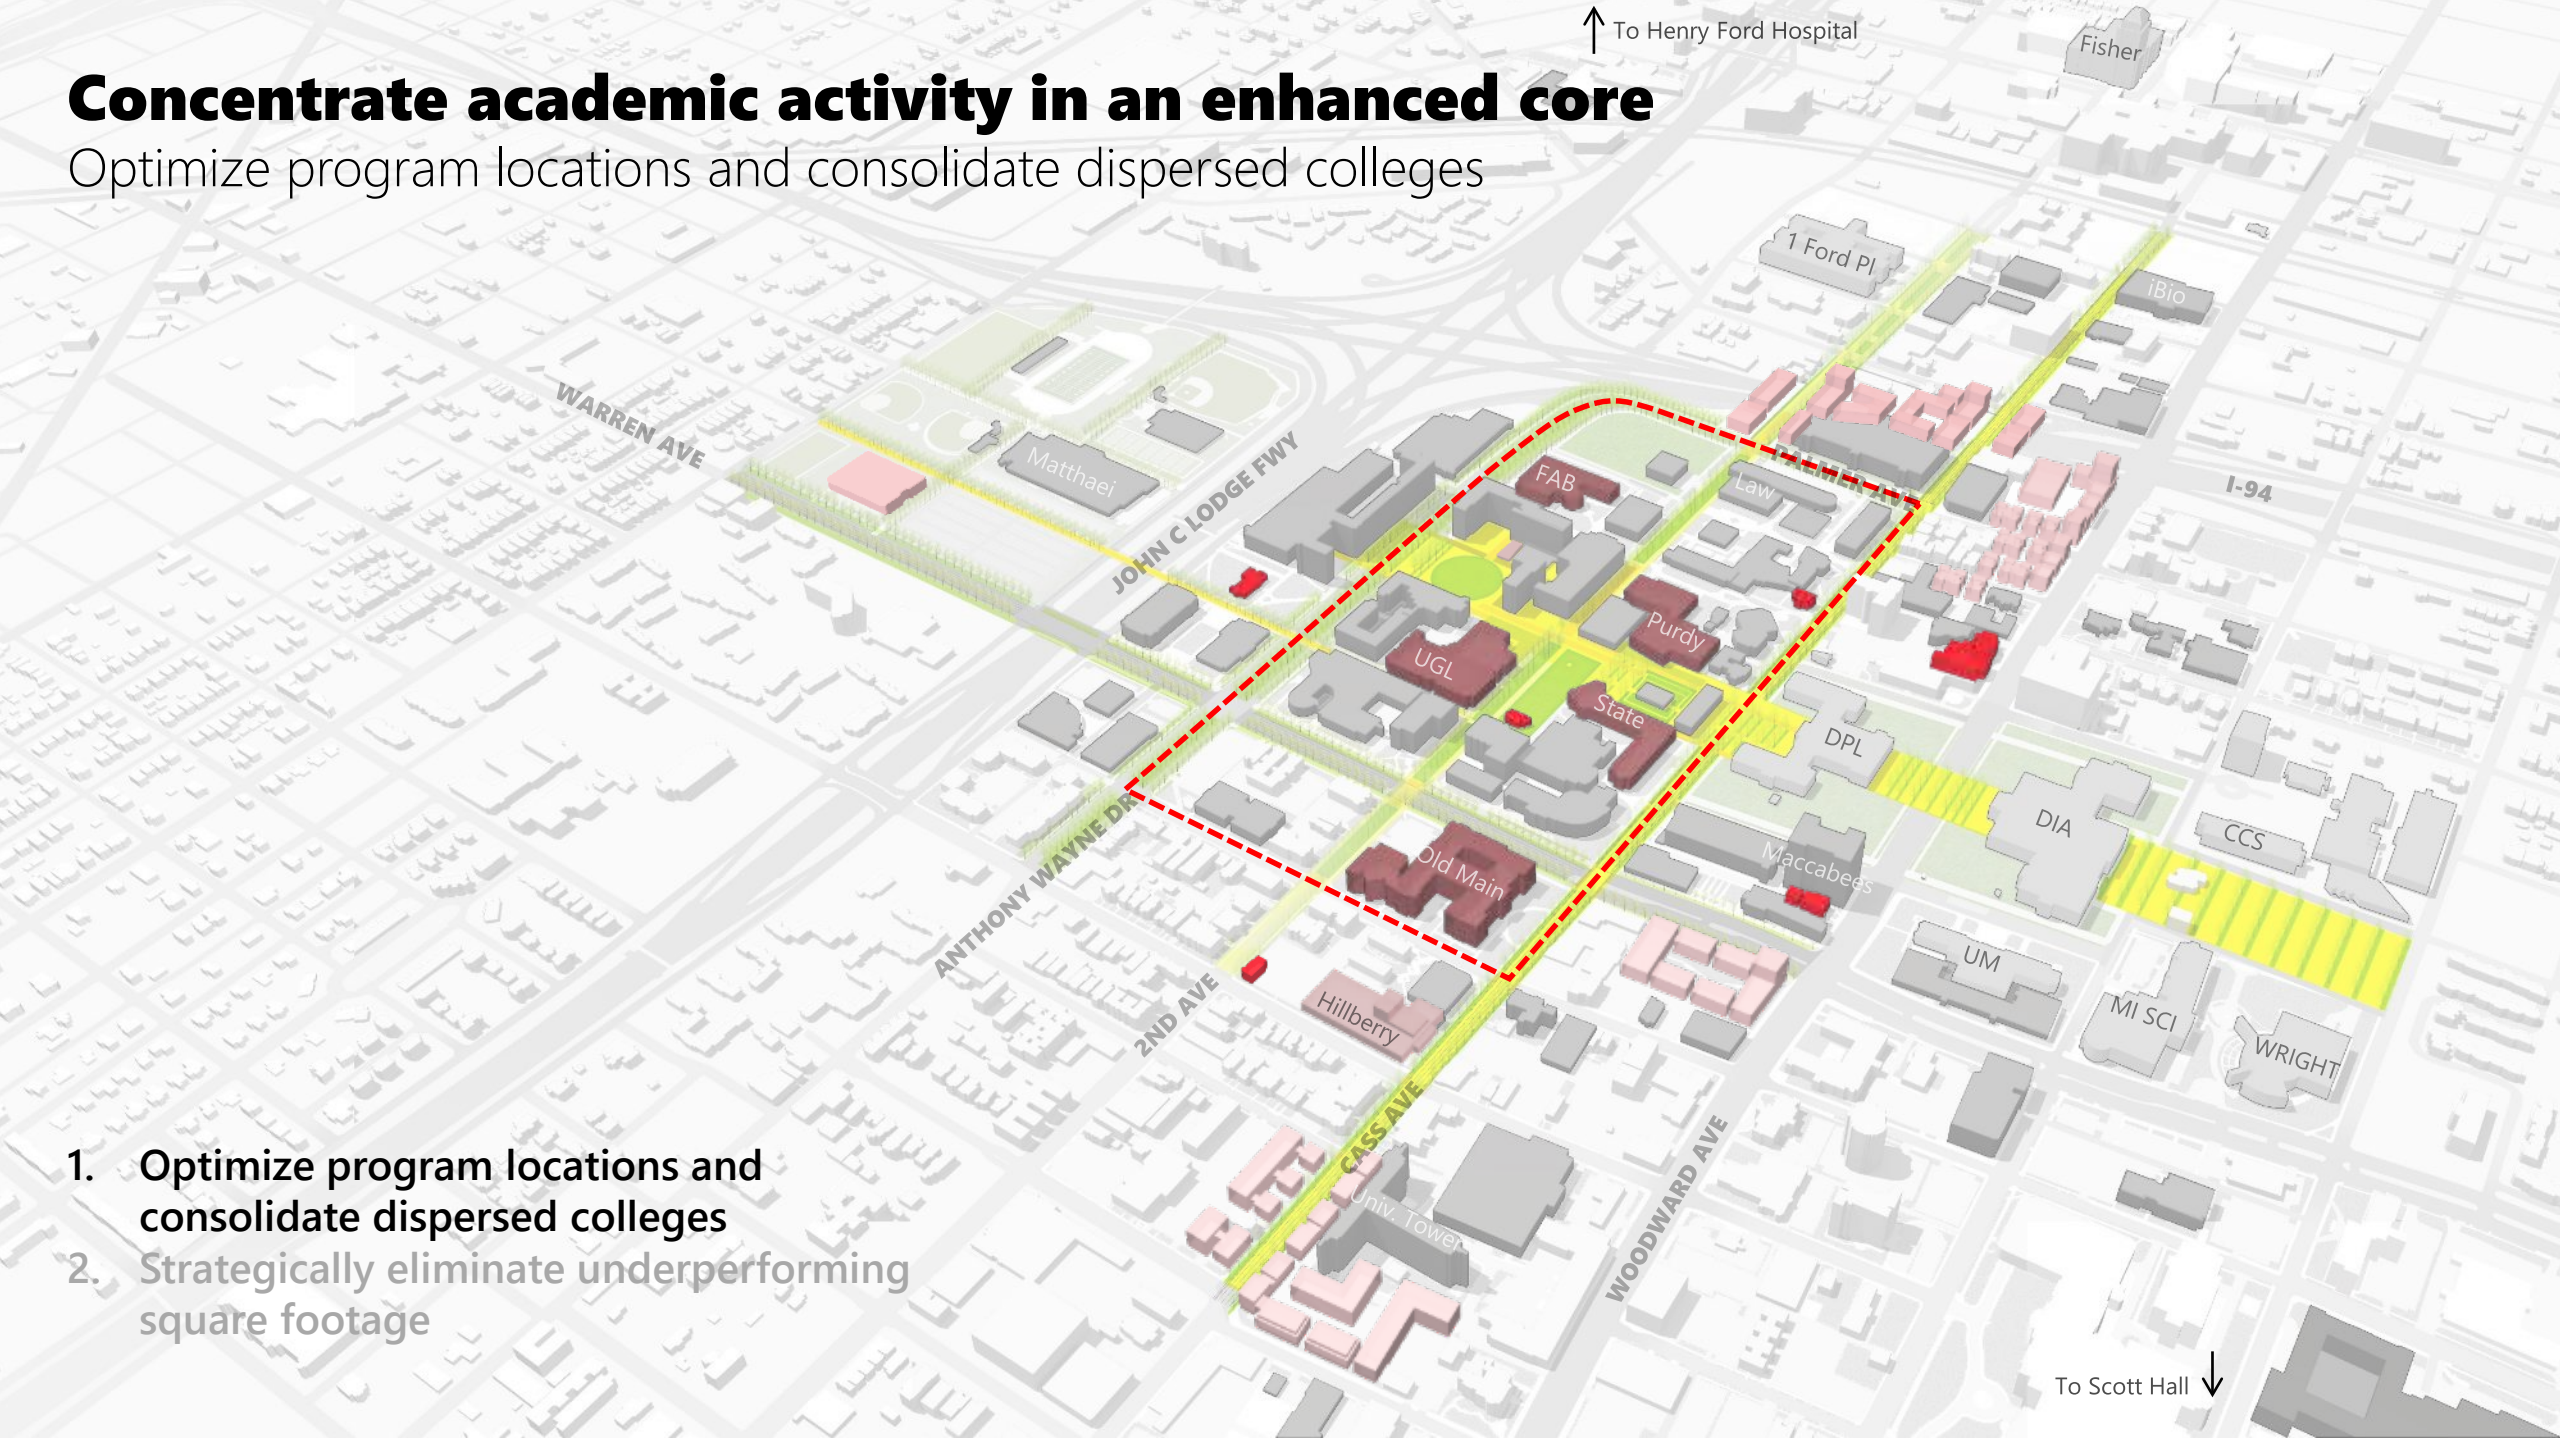 To Henry Ford Hospital
Fisher
Concentrate academic activity in an enhanced core
Optimize program locations and consolidate dispersed colleges
1 Ford Pl
iBio
WARREN AVE
Matthaei
JOHN C LODGE FWY
FAB
Law
PALMER AVE
I-94
Purdy
UGL
State
DPL
DIA
CCS
Maccabees
Old Main
ANTHONY WAYNE DR
2ND AVE
Hillberry
UM
MI SCI
WRIGHT
CASS AVE
Univ. Tower
WOODWARD AVE
1. Optimize program locations and
consolidate dispersed colleges
2. Strategically eliminate underperforming
square footage
To Scott Hall